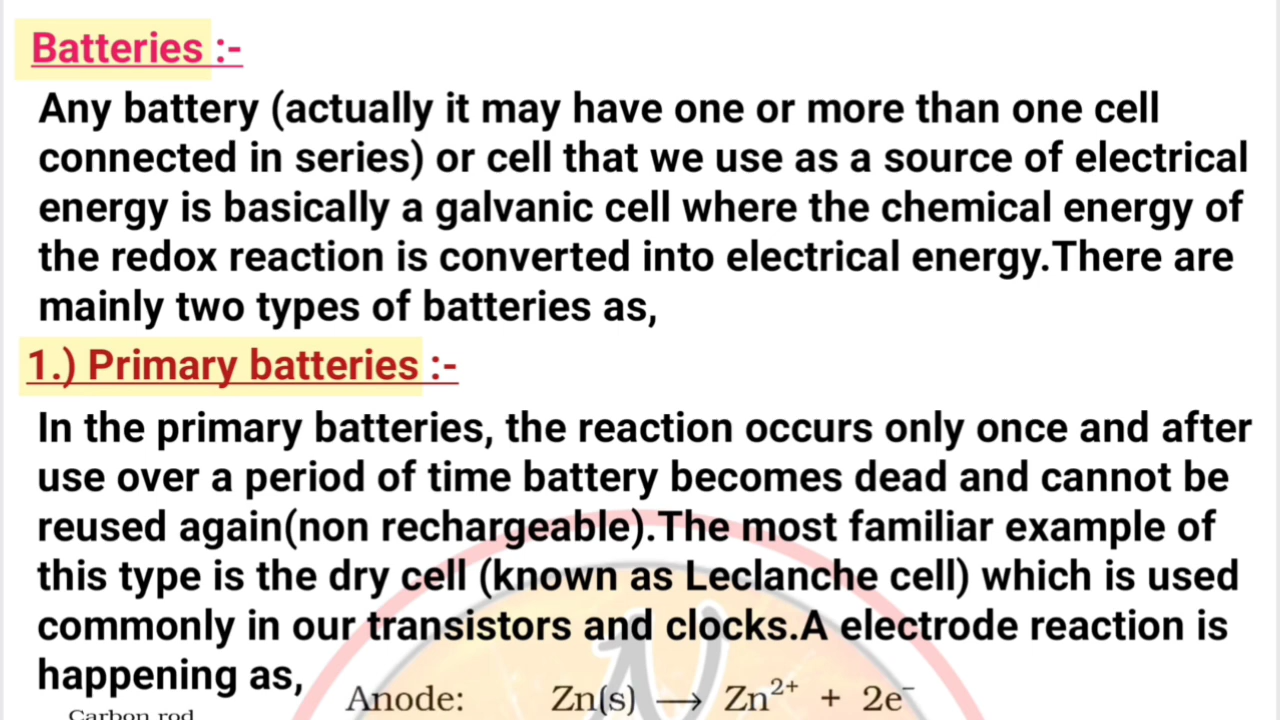 Batteries :-
Any battery (actually it may have one or more than one cell
connected in series) or cell that we use as a source of electrical
energy is basically a galvanic cell where the chemical energy of
the redox reaction is converted into electrical energy.There are
mainly two types of batteries as,
1.) Primary batteries :-
In the primary batteries, the reaction occurs only once and after
use over a period of time battery becomes dead and cannot be
reused again(non rechargeable).The most familiar example of
this type is the dry cell (known as Leclanche cell) which is used
commonly in our transistors and clocks.A electrode reaction is
happening as,
Anode: Zn(s) ⟶ Zn²⁺ + 2e⁻
Carbon rod